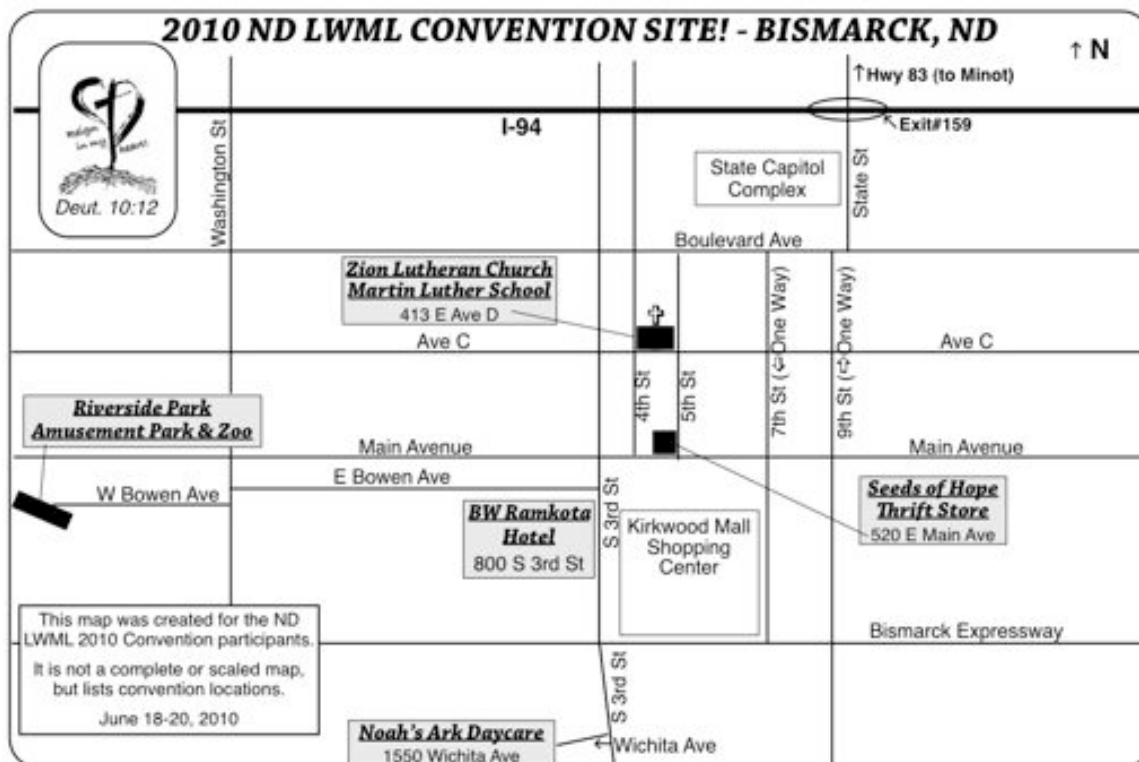 2010 ND LWML CONVENTION SITE! - BISMARCK, ND
↑ N
↑Hwy 83 (to Minot)
Exit#159
I-94
Indigni
in my
heart
Deut. 10:12
Washington St
State Capitol
Complex
State St
Boulevard Ave
Zion Lutheran Church
Martin Luther School
413 E Ave D
Ave C
Ave C
4th St
5th St
7th St (⇦One Way)
9th St (⇨One Way)
Riverside Park
Amusement Park & Zoo
Main Avenue
Main Avenue
W Bowen Ave
E Bowen Ave
BW Ramkota
Hotel
800 S 3rd St
S 3rd St
Kirkwood Mall
Shopping
Center
Seeds of Hope
Thrift Store
520 E Main Ave
Bismarck Expressway
This map was created for the ND
LWML 2010 Convention participants.
It is not a complete or scaled map,
but lists convention locations.
June 18-20, 2010
S 3rd St
Noah's Ark Daycare
1550 Wichita Ave
←Wichita Ave